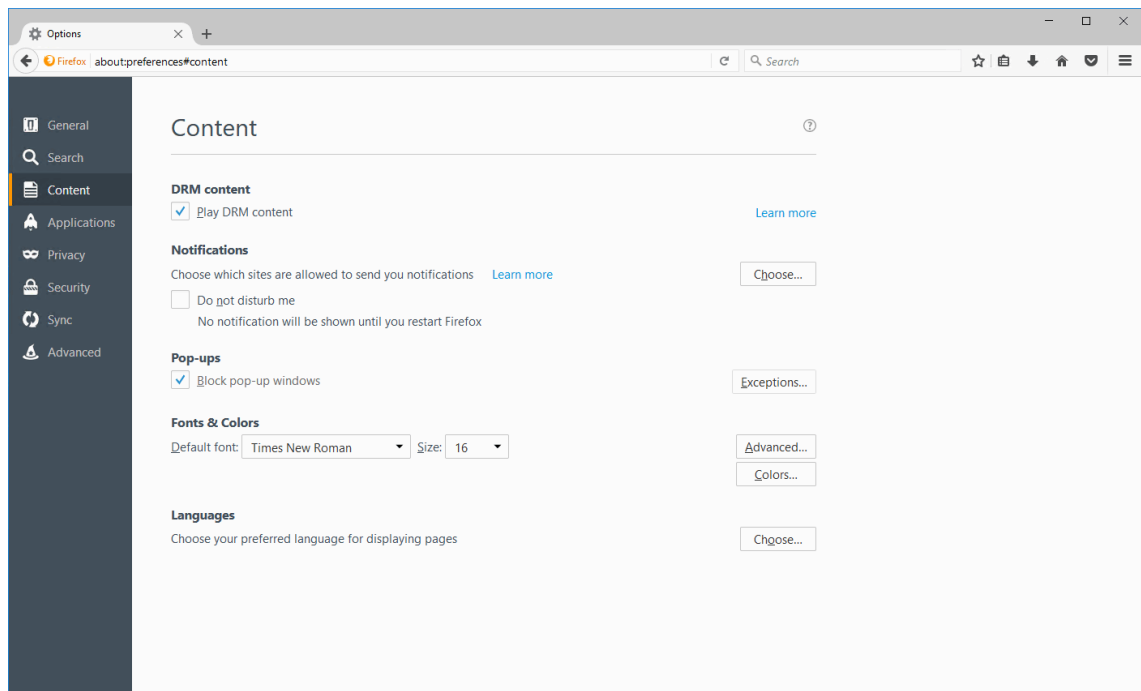 Options
Firefox about:preferences#content
Search
General
Search
Content
Applications
Privacy
Security
Sync
Advanced
Content
DRM content
Play DRM content Learn more
Notifications
Choose which sites are allowed to send you notifications Learn more Choose...
Do not disturb me
No notification will be shown until you restart Firefox
Pop-ups
Block pop-up windows Exceptions...
Fonts & Colors
Default font: Times New Roman Size: 16 Advanced...
Colors...
Languages
Choose your preferred language for displaying pages Choose...